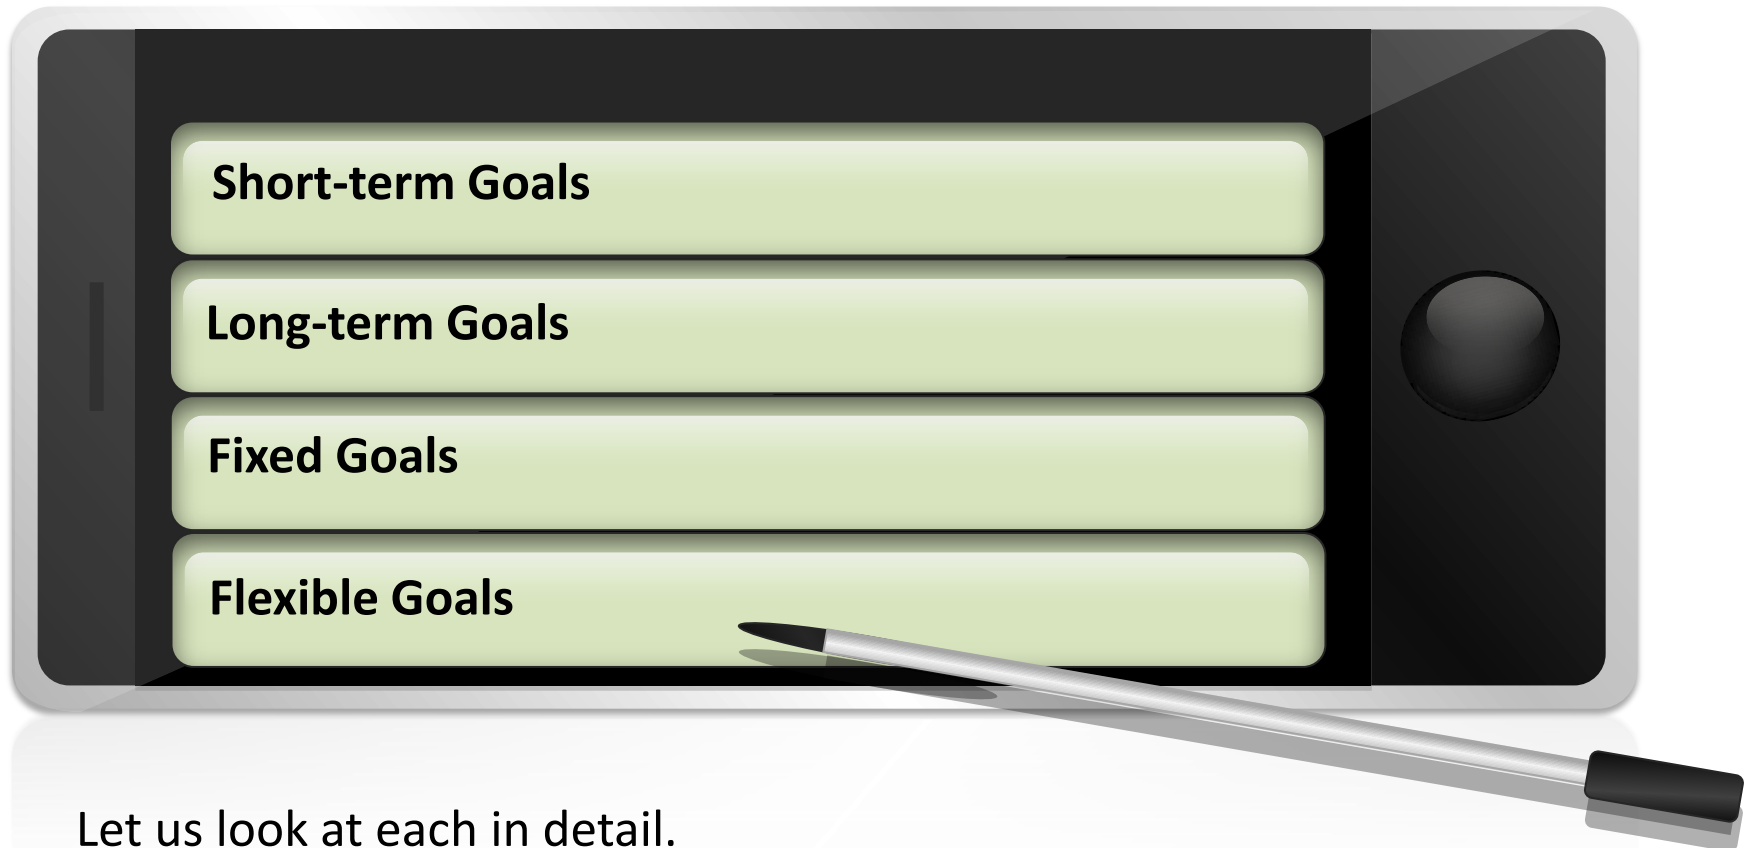 Short-term Goals
Long-term Goals
Fixed Goals
Flexible Goals
Let us look at each in detail.